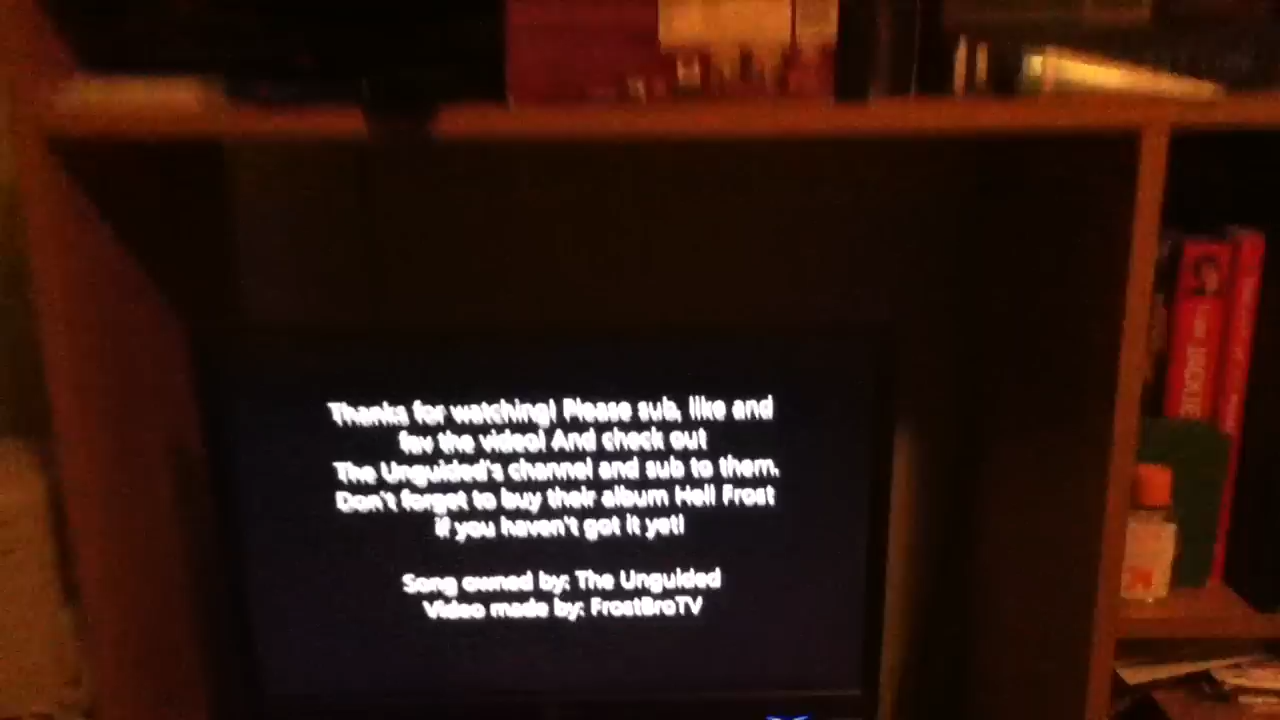 Thanks for watching! Please sub, like and
fav the video! And check out
The Unguided's channel and sub to them.
Don't forget to buy their album Hell Frost
if you haven't got it yet!
Song owned by: The Unguided
Video made by: FrostBroTV